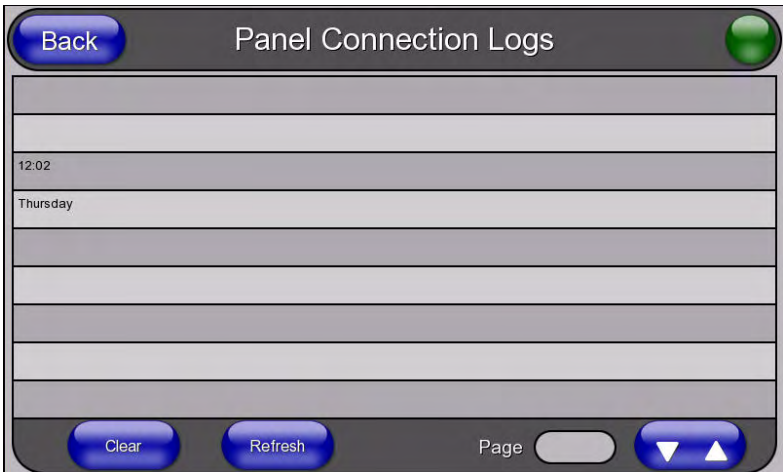 Back
Panel Connection Logs
12:02
Thursday
Clear
Refresh
Page